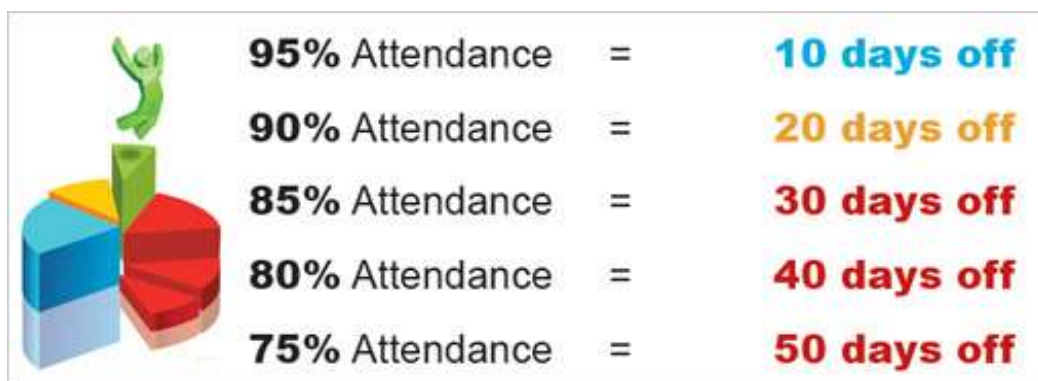 95% Attendance = 10 days off
90% Attendance = 20 days off
85% Attendance = 30 days off
80% Attendance = 40 days off
75% Attendance = 50 days off